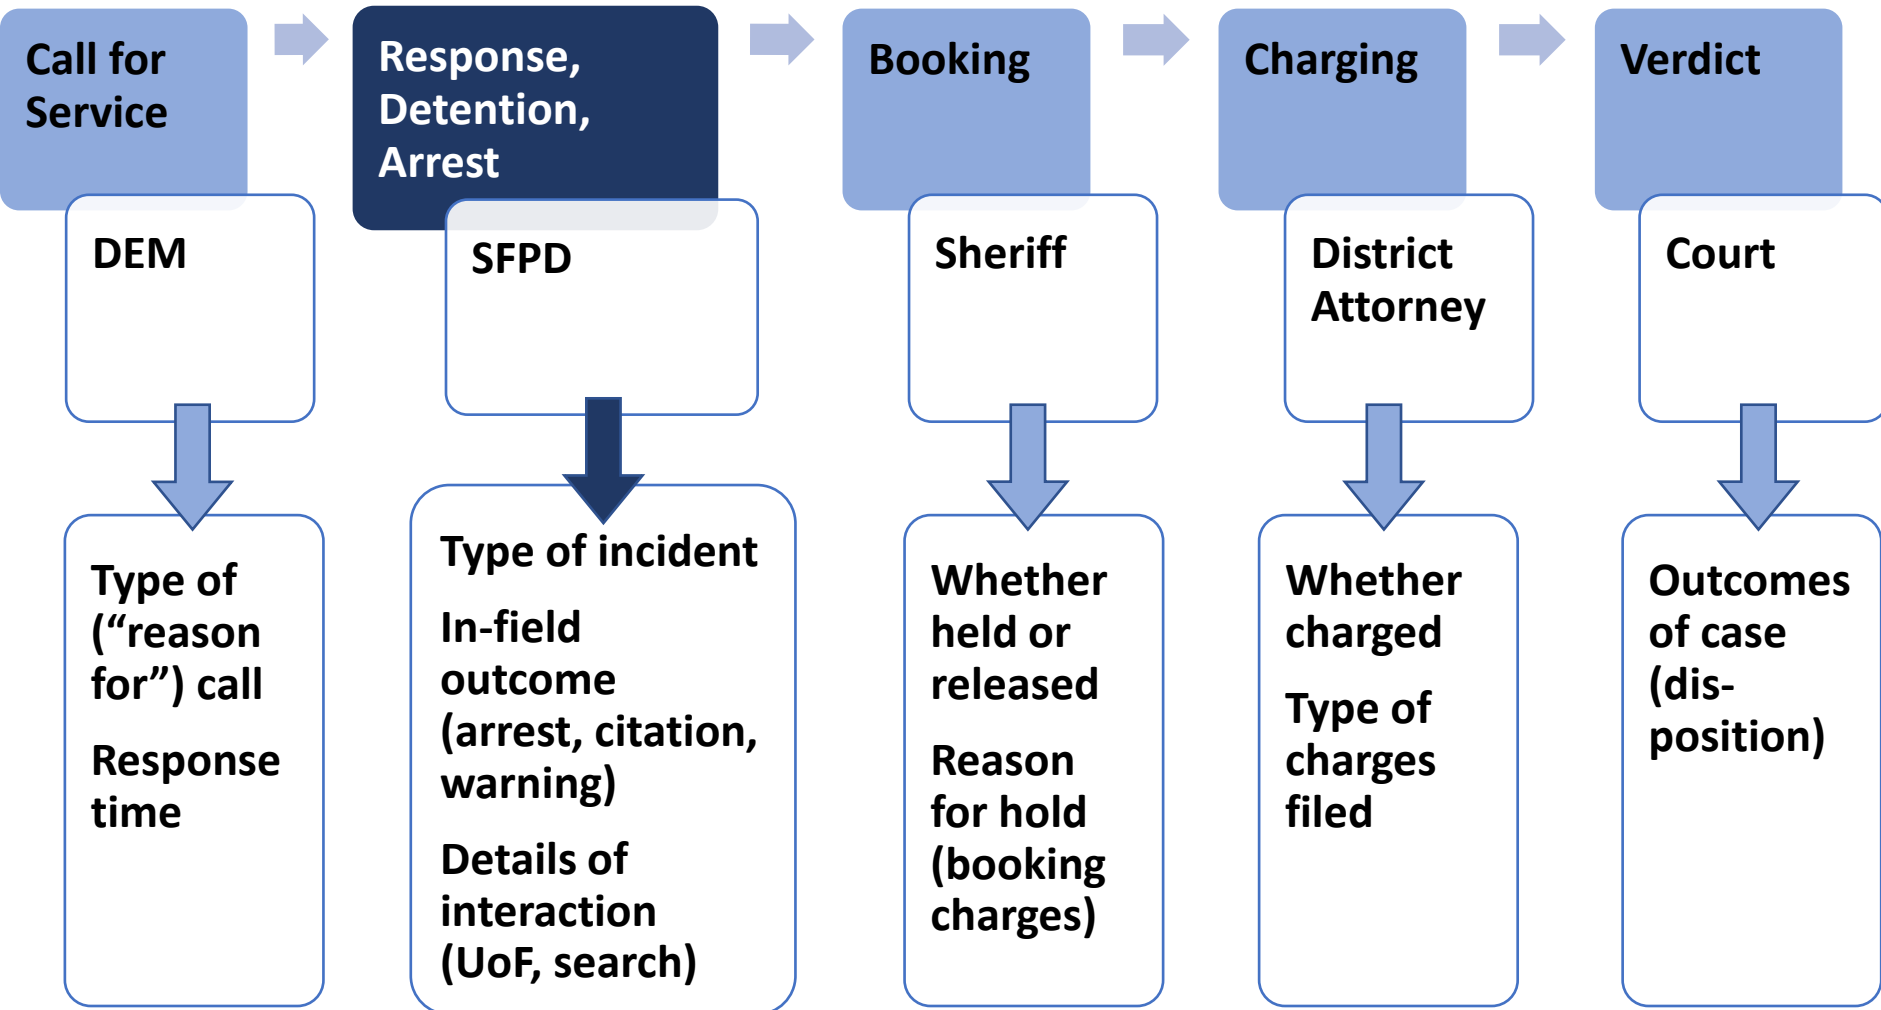 Call for
Service
Response,
Detention,
Arrest
Booking
Charging
Verdict
DEM
SFPD
Sheriff
District
Attorney
Court
Type of
(“reason
for”) call
Response
time
Type of incident
In-field
outcome
(arrest, citation,
warning)
Details of
interaction
(UoF, search)
Whether
held or
released
Reason
for hold
(booking
charges)
Whether
charged
Type of
charges
filed
Outcomes
of case
(dis-
position)